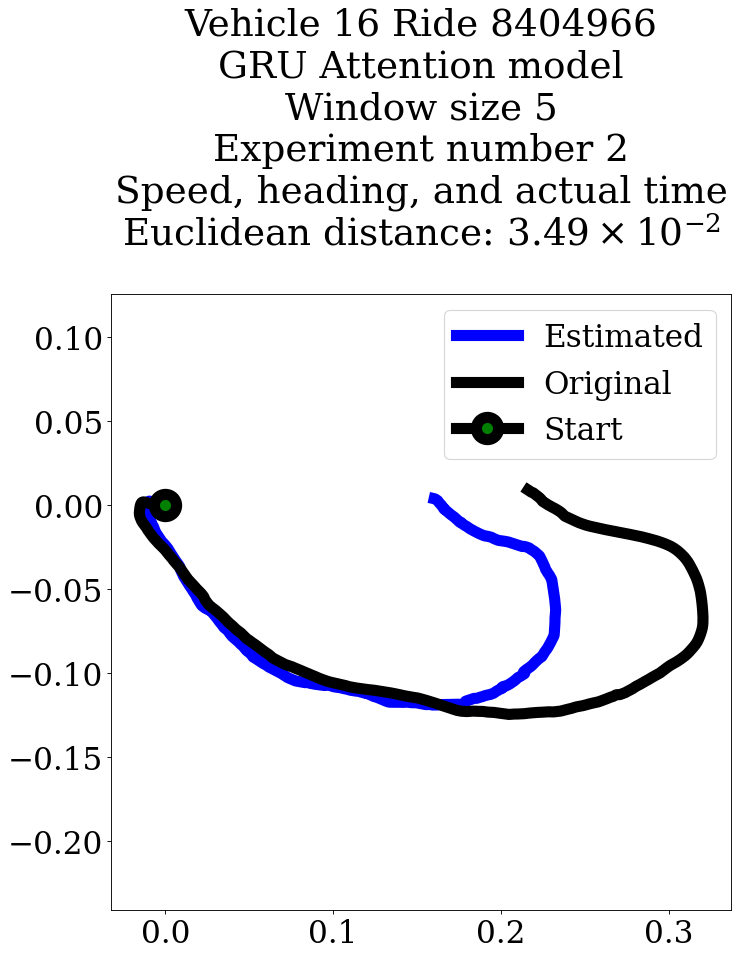 Vehicle 16 Ride 8404966
GRU Attention model
Window size 5
Experiment number 2
Speed, heading, and actual time
Euclidean distance: 3.49 × 10⁻²
Estimated
Original
Start
0.10
0.05
0.00
−0.05
−0.10
−0.15
−0.20
0.0 0.1 0.2 0.3